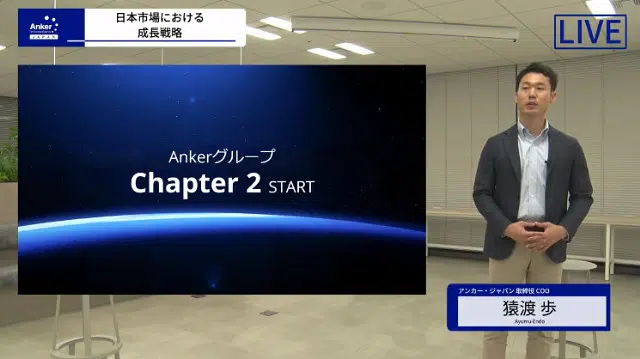 Anker
JAPAN
日本市場における
成長戦略
LIVE
Ankerグループ
Chapter 2 START
アンカー・ジャパン 取締役 COO
猿渡 歩
Ayumu Endo